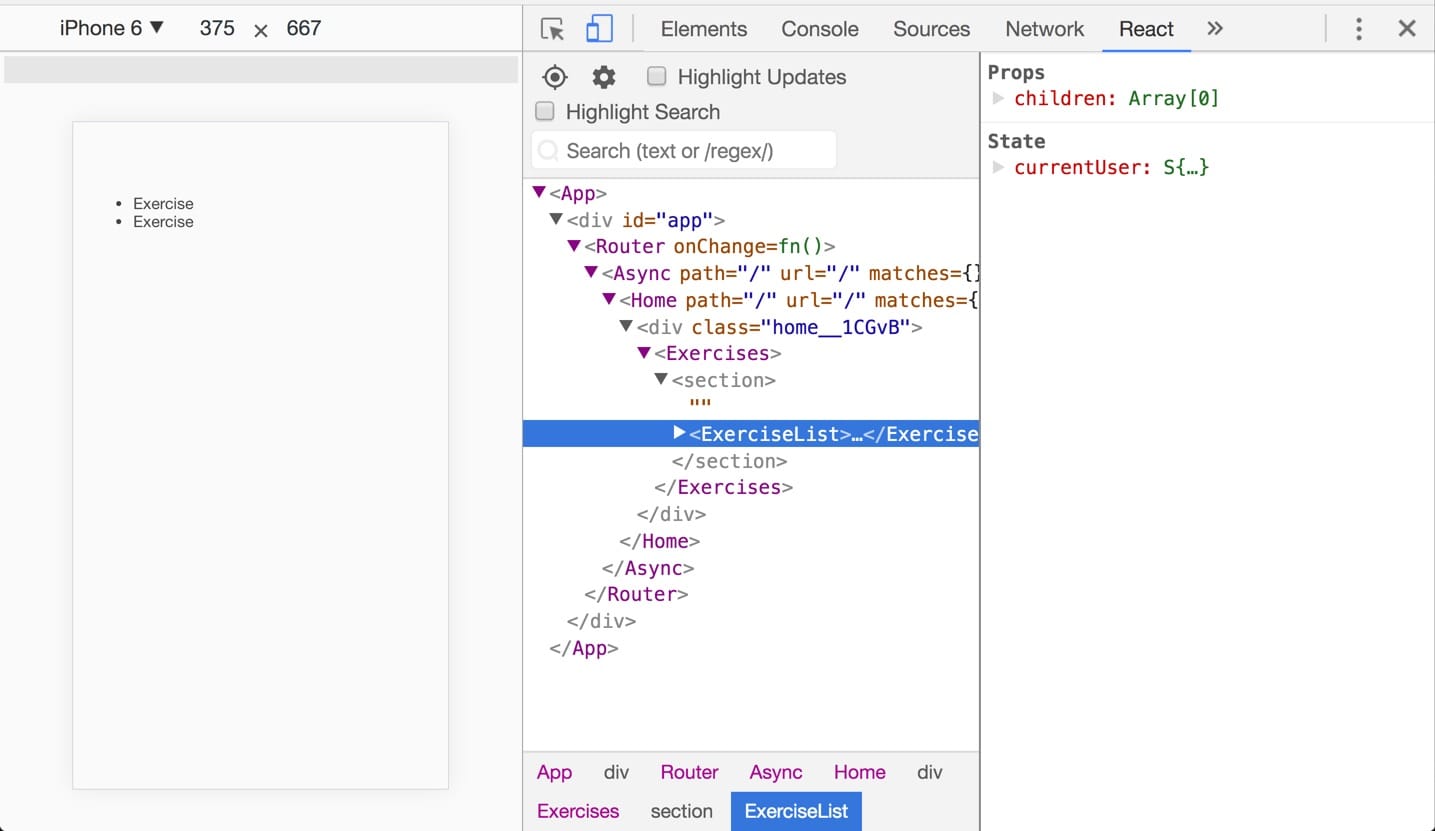 iPhone 6 ▼ 375 × 667
Elements Console Sources Network React »
Highlight Updates
Highlight Search
Search (text or /regex/)
Exercise
Exercise
▼<App>
▼<div id="app">
▼<Router onChange=fn()>
▼<Async path="/" url="/" matches={}
▼<Home path="/" url="/" matches={
▼<div class="home__1CGvB">
▼<Exercises>
▼<section>
""
▶<ExerciseList>…</Exercise
</section>
</Exercises>
</div>
</Home>
</Async>
</Router>
</div>
</App>
App div Router Async Home div
Exercises section ExerciseList
Props
▶ children: Array[0]
State
▶ currentUser: S{…}